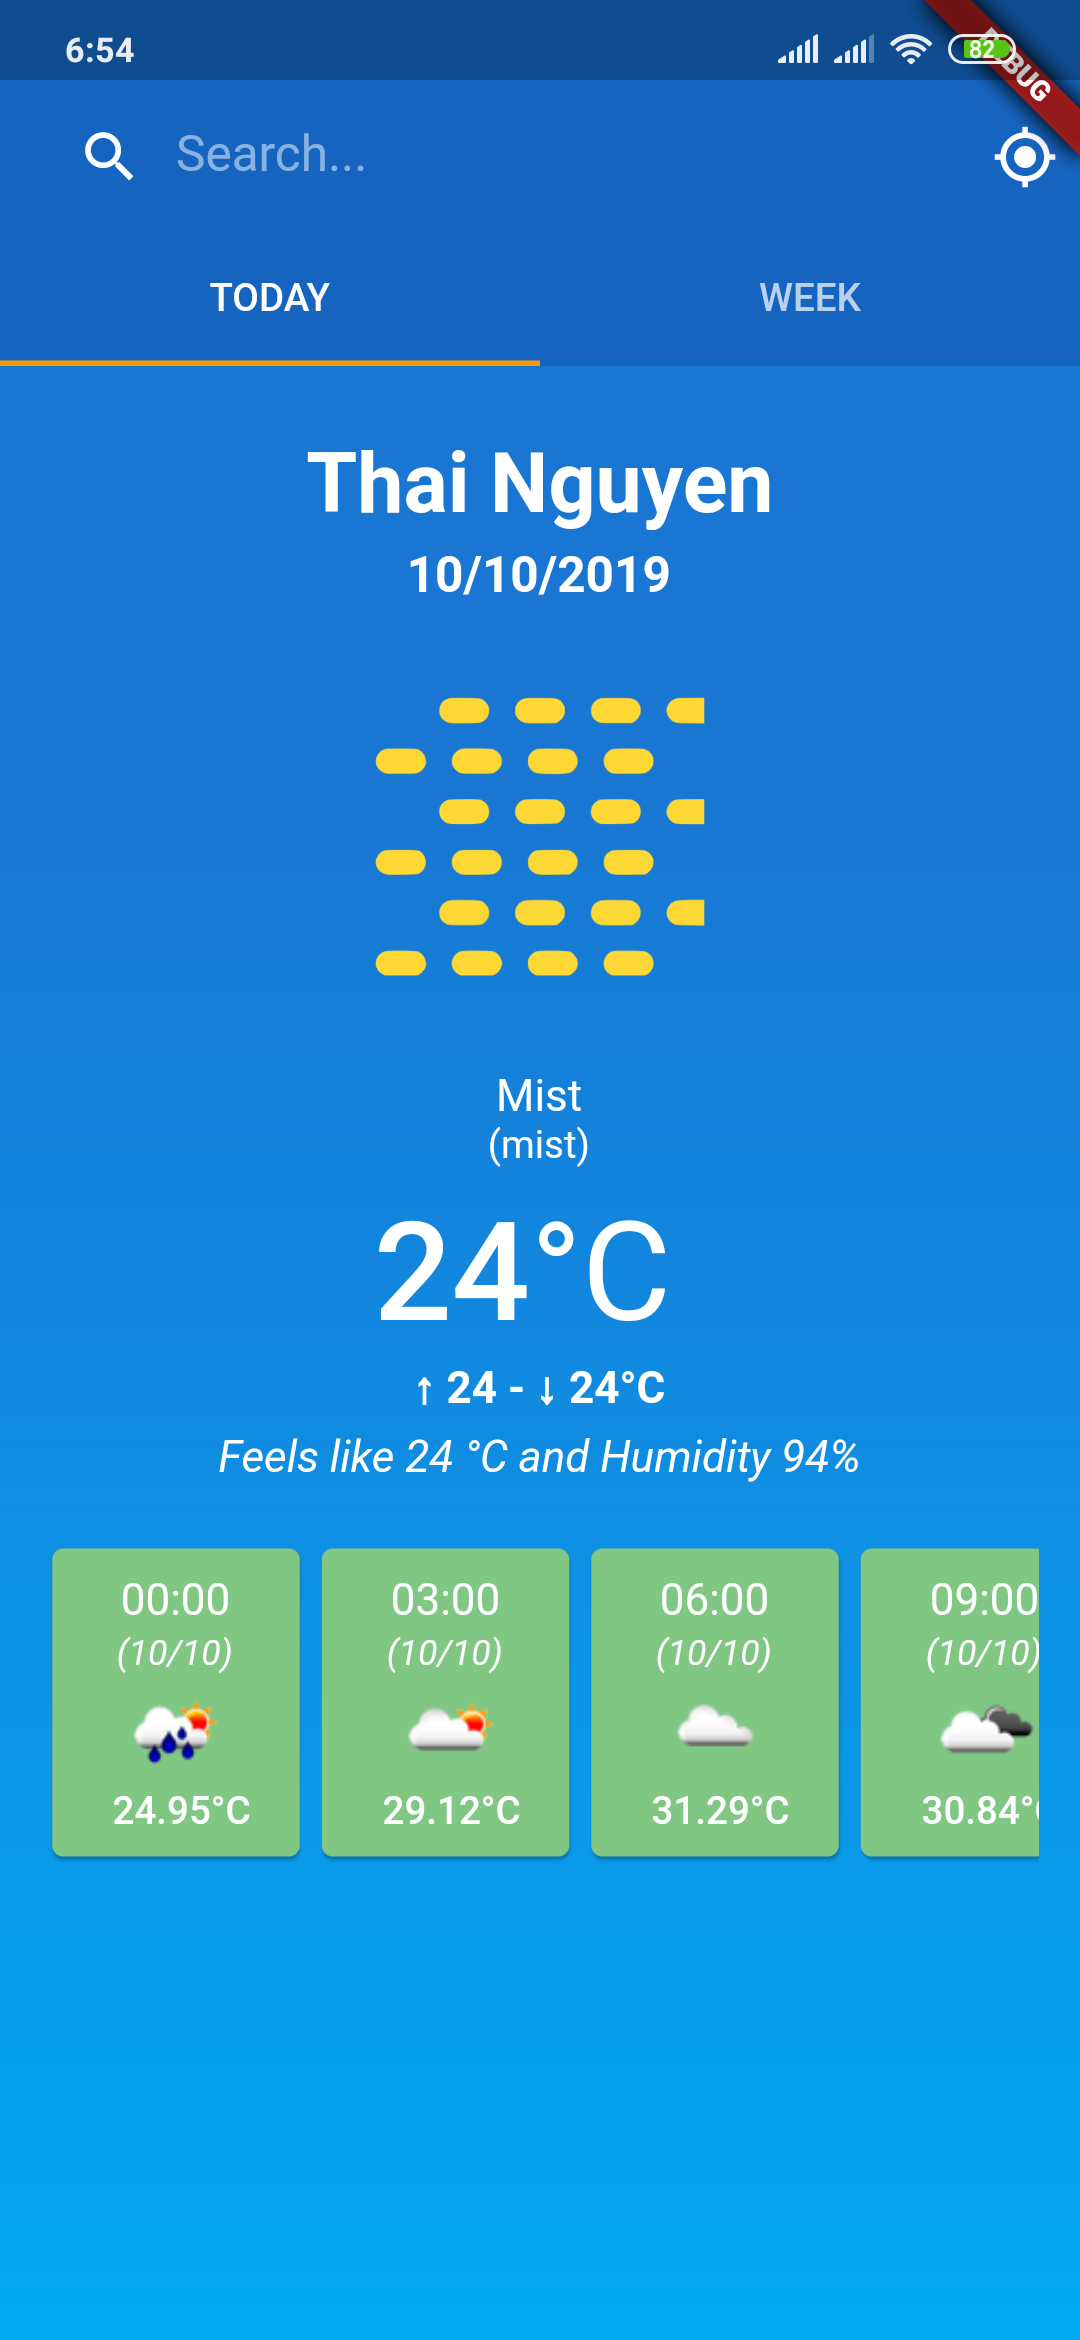 6:54
82
Search...
TODAY WEEK
Thai Nguyen
10/10/2019
Mist
(mist)
24°C
↑ 24 - ↓ 24°C
Feels like 24 °C and Humidity 94%
00:00 03:00 06:00 09:00
(10/10) (10/10) (10/10) (10/10)
24.95°C 29.12°C 31.29°C 30.84°C